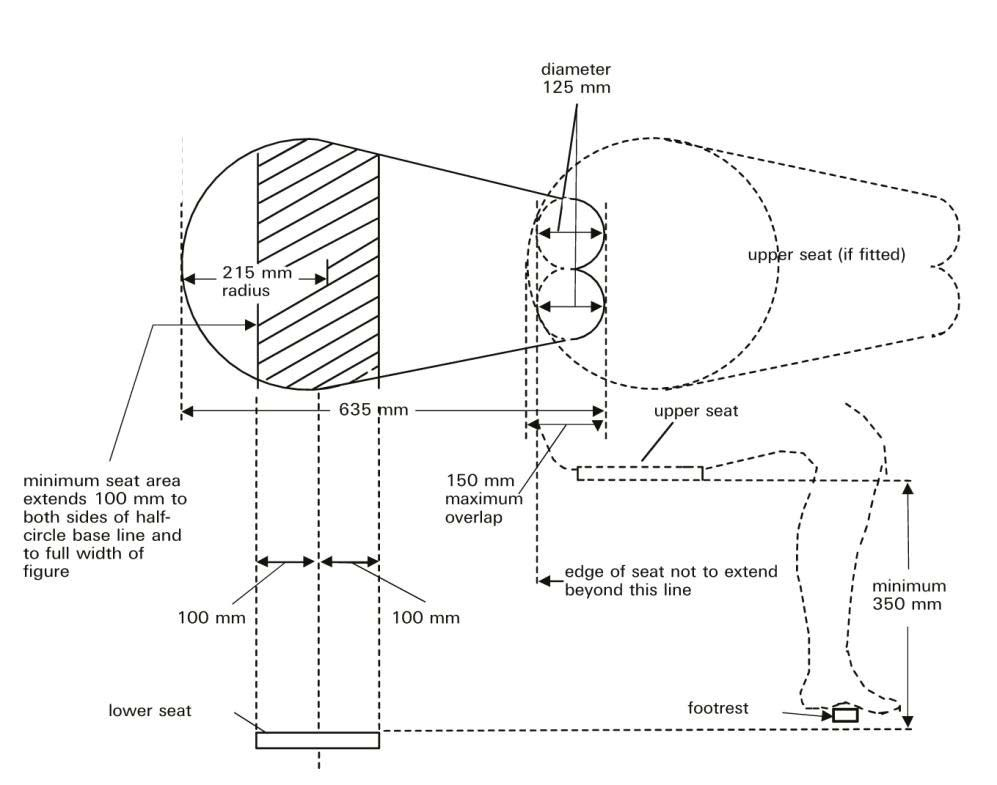 diameter
125 mm
upper seat (if fitted)
215 mm
radius
635 mm
upper seat
minimum seat area
extends 100 mm to
both sides of half-
circle base line and
to full width of
figure
150 mm
maximum
overlap
edge of seat not to extend
beyond this line
minimum
350 mm
100 mm
100 mm
lower seat
footrest